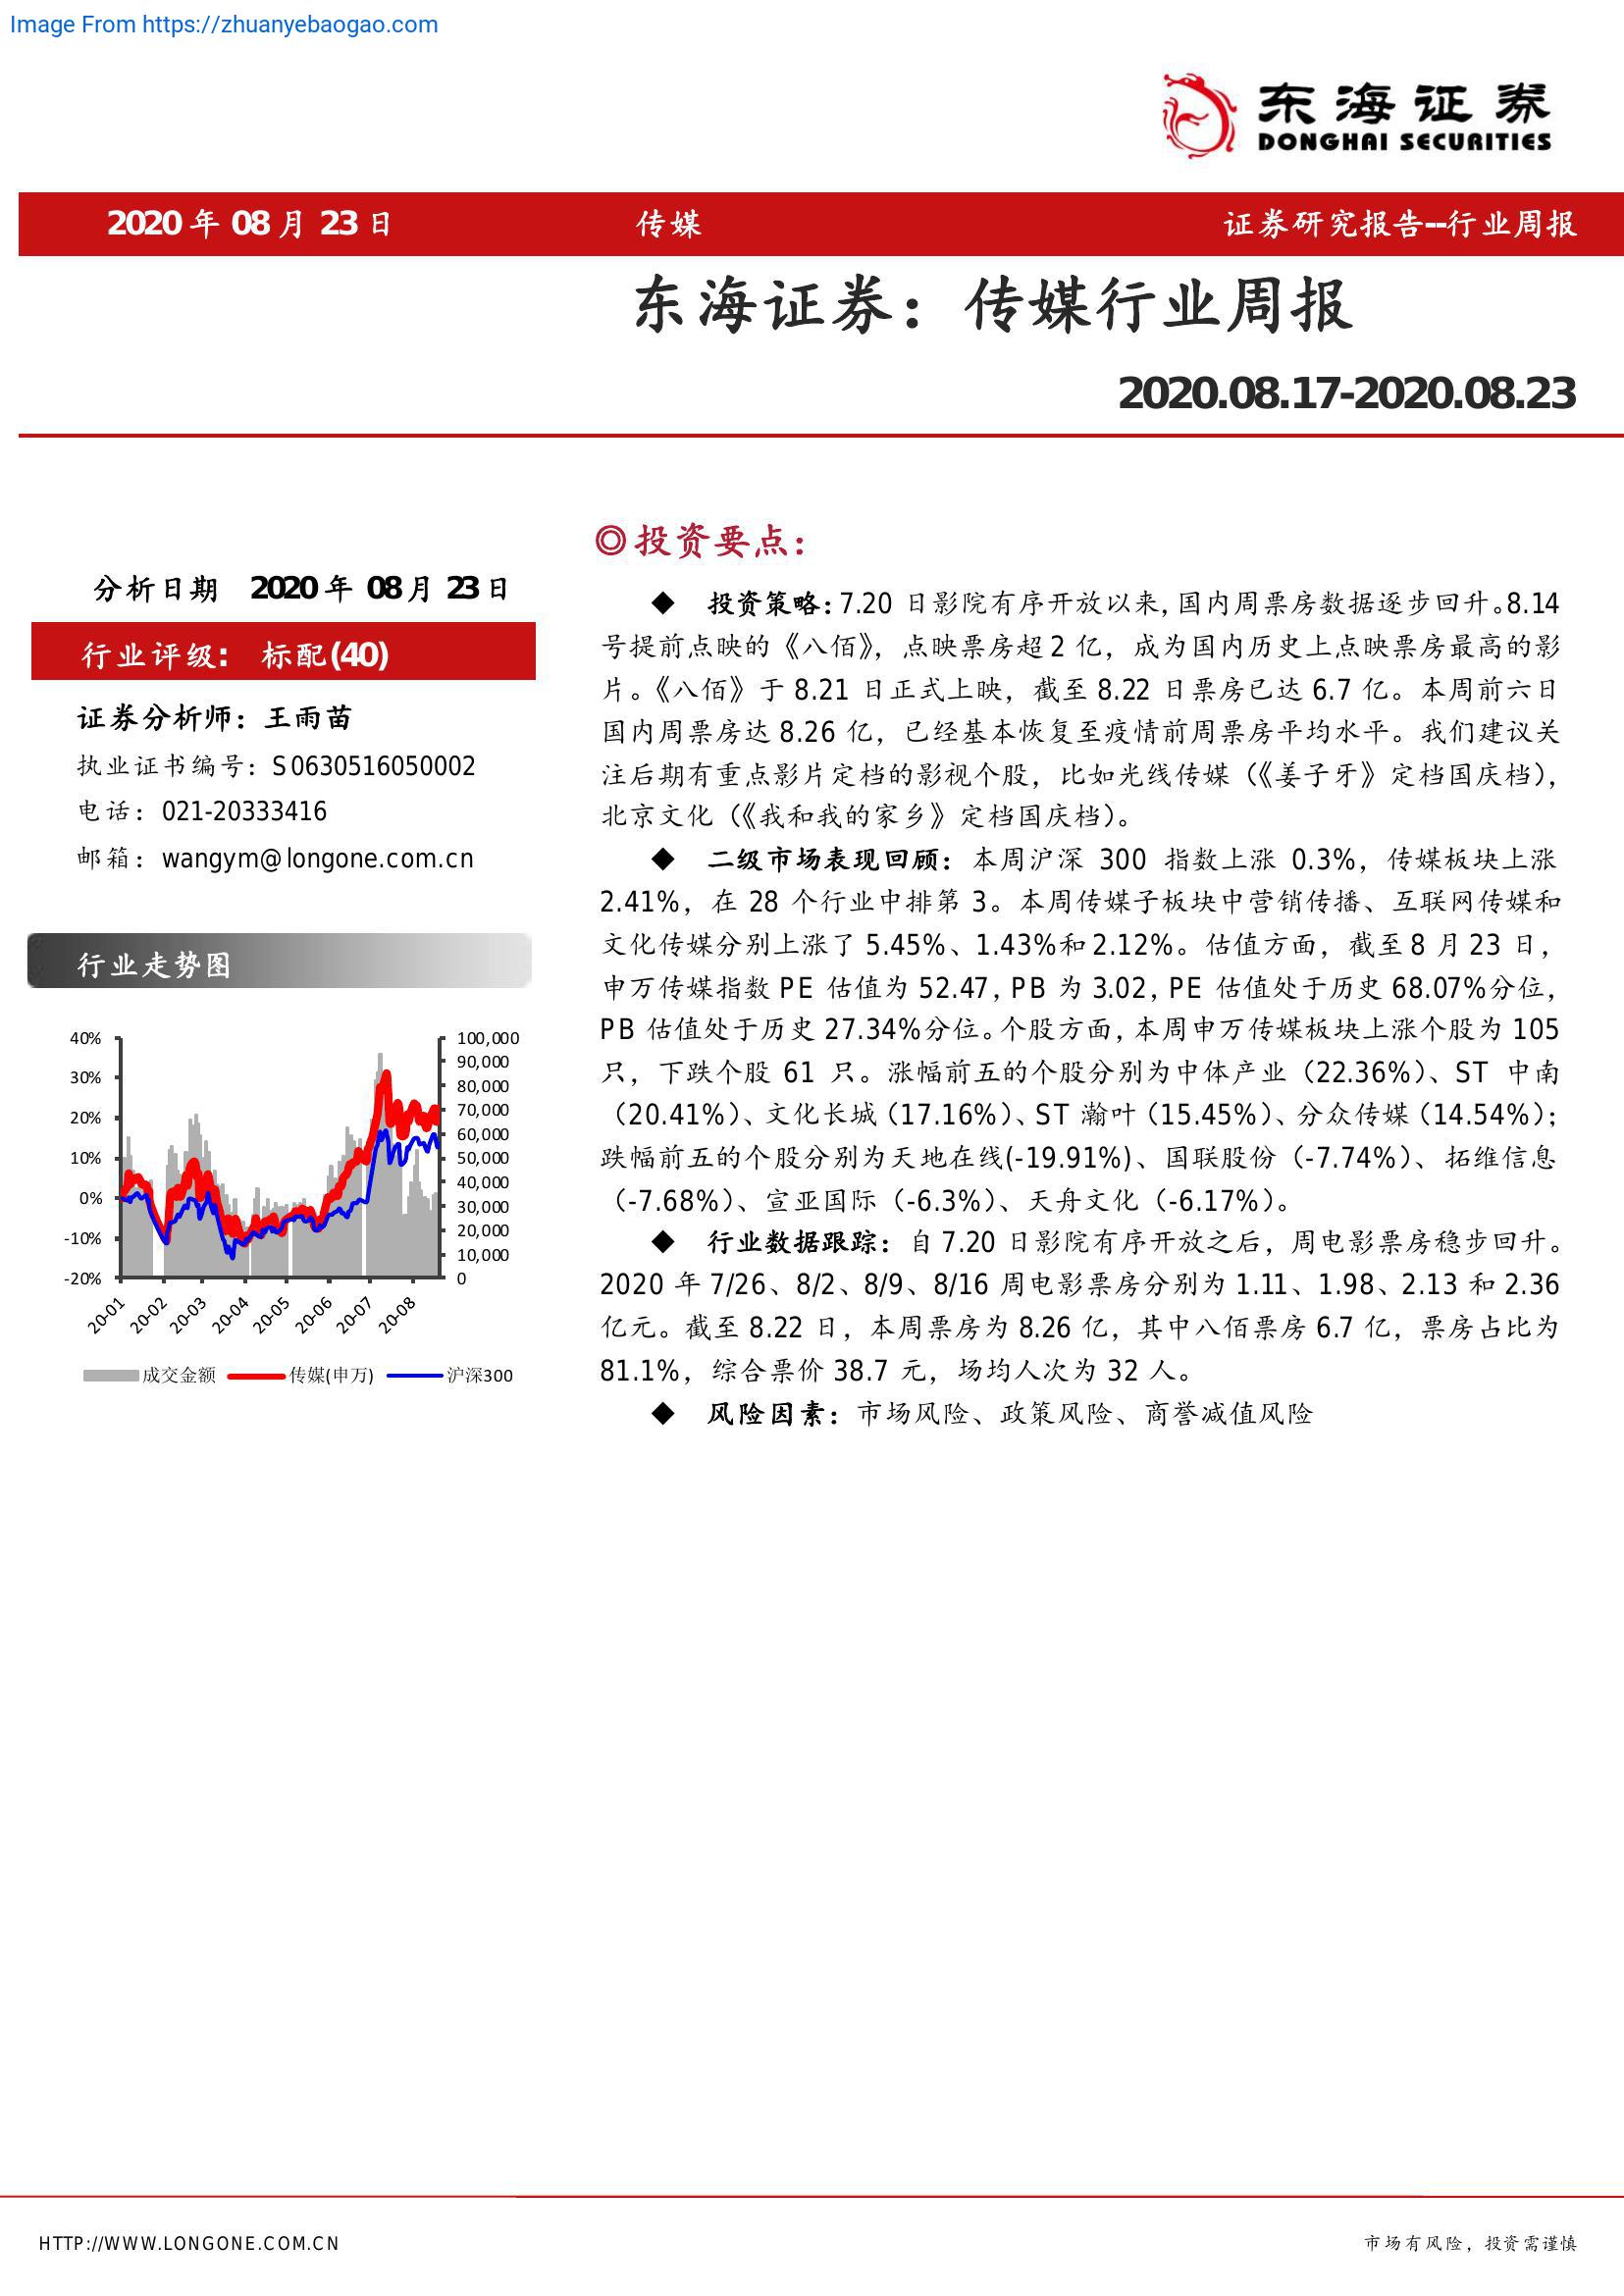 Image From https://zhuanyebaogao.com
东海证券
DONGHAI SECURITIES
2020 年 08 月 23 日 传媒 证券研究报告--行业周报
东海证券：传媒行业周报
2020.08.17-2020.08.23
分析日期 2020 年 08 月 23 日
行业评级： 标配(40)
证券分析师：王雨苗
执业证书编号：S0630516050002
电话：021-20333416
邮箱：wangym@longone.com.cn
行业走势图
40%
30%
20%
10%
0%
-10%
-20%
100,000
90,000
80,000
70,000
60,000
50,000
40,000
30,000
20,000
10,000
0
20-01 20-02 20-03 20-04 20-05 20-06 20-07 20-08
成交金额 传媒(申万) 沪深300
◎投资要点：
◆ 投资策略：7.20 日影院有序开放以来，国内周票房数据逐步回升。8.14
号提前点映的《八佰》，点映票房超 2 亿，成为国内历史上点映票房最高的影
片。《八佰》于 8.21 日正式上映，截至 8.22 日票房已达 6.7 亿。本周前六日
国内周票房达 8.26 亿，已经基本恢复至疫情前周票房平均水平。我们建议关
注后期有重点影片定档的影视个股，比如光线传媒（《姜子牙》定档国庆档），
北京文化（《我和我的家乡》定档国庆档）。
◆ 二级市场表现回顾：本周沪深 300 指数上涨 0.3%，传媒板块上涨
2.41%，在 28 个行业中排第 3。本周传媒子板块中营销传播、互联网传媒和
文化传媒分别上涨了 5.45%、1.43%和 2.12%。估值方面，截至 8 月 23 日，
申万传媒指数 PE 估值为 52.47，PB 为 3.02，PE 估值处于历史 68.07%分位，
PB 估值处于历史 27.34%分位。个股方面，本周申万传媒板块上涨个股为 105
只，下跌个股 61 只。涨幅前五的个股分别为中体产业（22.36%）、ST 中南
（20.41%）、文化长城（17.16%）、ST 瀚叶（15.45%）、分众传媒（14.54%）；
跌幅前五的个股分别为天地在线(-19.91%)、国联股份（-7.74%）、拓维信息
（-7.68%）、宣亚国际（-6.3%）、天舟文化（-6.17%）。
◆ 行业数据跟踪：自 7.20 日影院有序开放之后，周电影票房稳步回升。
2020 年 7/26、8/2、8/9、8/16 周电影票房分别为 1.11、1.98、2.13 和 2.36
亿元。截至 8.22 日，本周票房为 8.26 亿，其中八佰票房 6.7 亿，票房占比为
81.1%，综合票价 38.7 元，场均人次为 32 人。
◆ 风险因素：市场风险、政策风险、商誉减值风险
HTTP://WWW.LONGONE.COM.CN 市场有风险，投资需谨慎